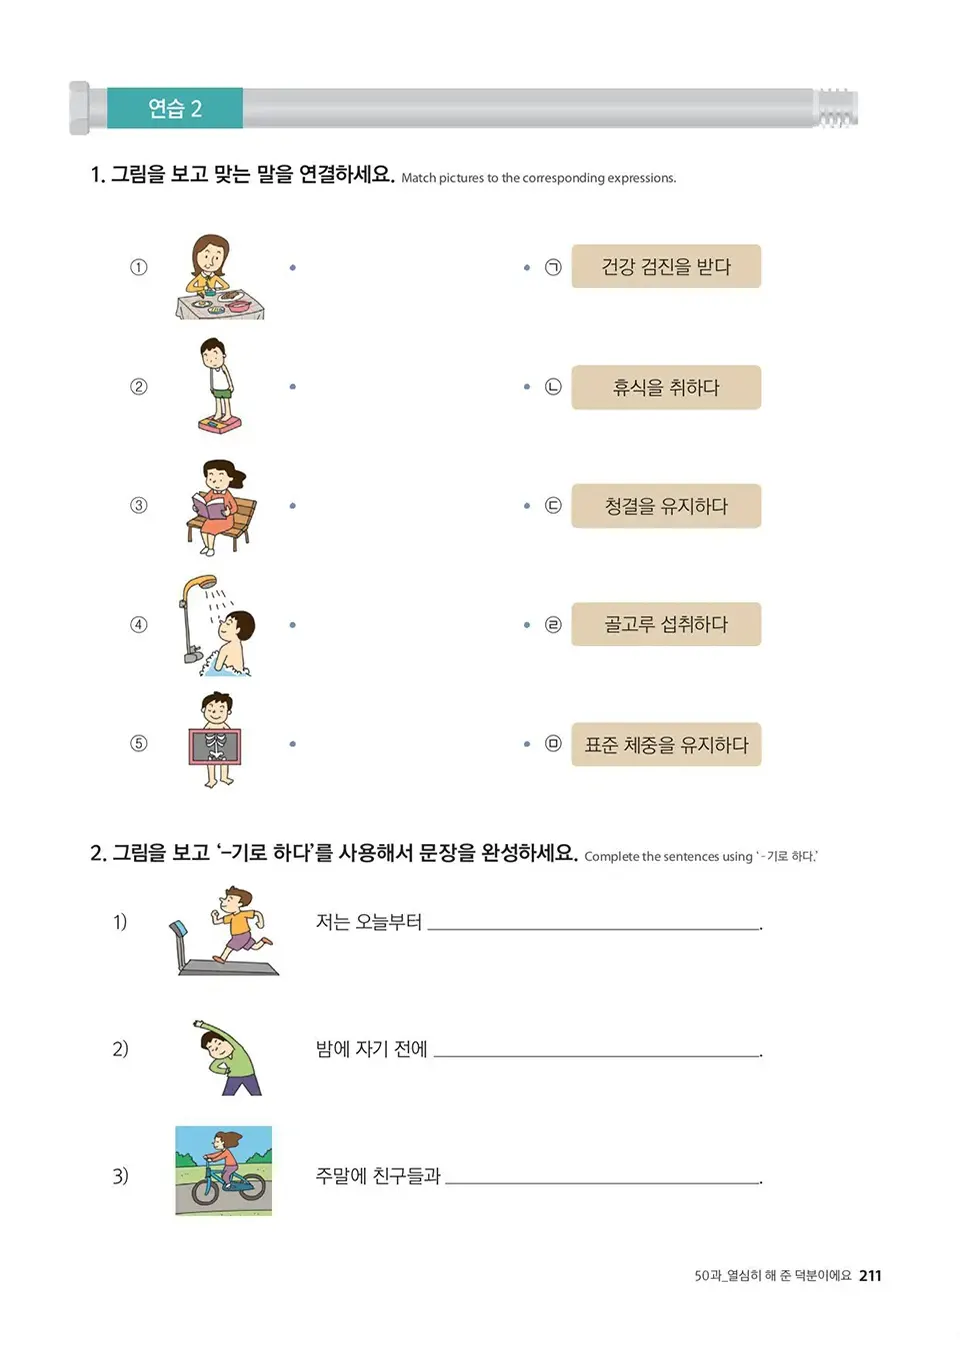 연습 2
1. 그림을 보고 맞는 말을 연결하세요. Match pictures to the corresponding expressions.
① ㉠ 건강 검진을 받다
② ㉡ 휴식을 취하다
③ ㉢ 청결을 유지하다
④ ㉣ 골고루 섭취하다
⑤ ㉤ 표준 체중을 유지하다
2. 그림을 보고 ‘–기로 하다’를 사용해서 문장을 완성하세요. Complete the sentences using ‘ - 기로 하다.’
1) 저는 오늘부터 ______________________________.
2) 밤에 자기 전에 ______________________________.
3) 주말에 친구들과 ______________________________.
50과_열심히 해 준 덕분이에요 211